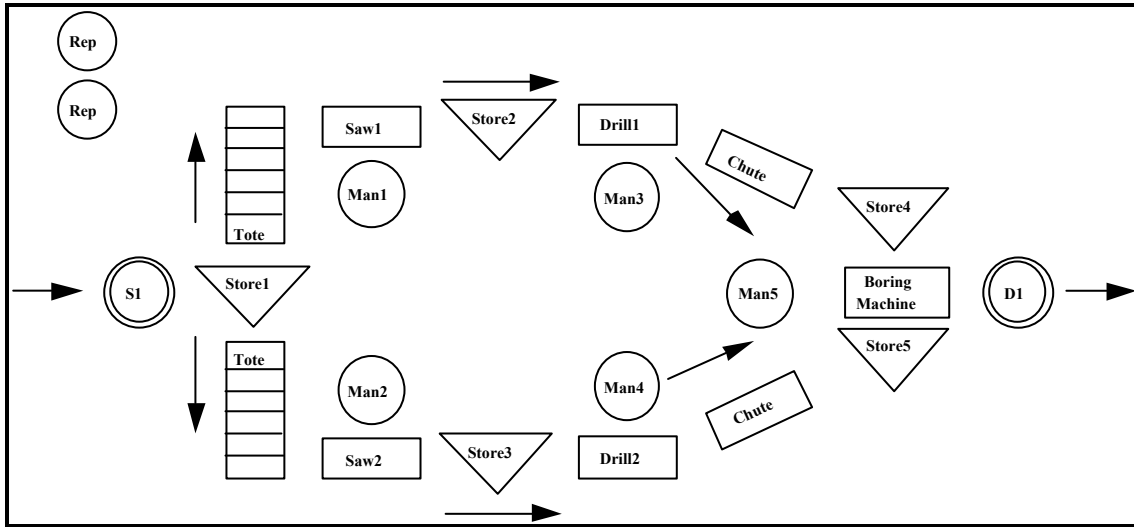 Rep
Rep
Saw1
Store2
Drill1
Chute
Man1
Man3
Store4
Tote
S1
Store1
Man5
Boring
Machine
D1
Tote
Man2
Man4
Store5
Chute
Saw2
Store3
Drill2